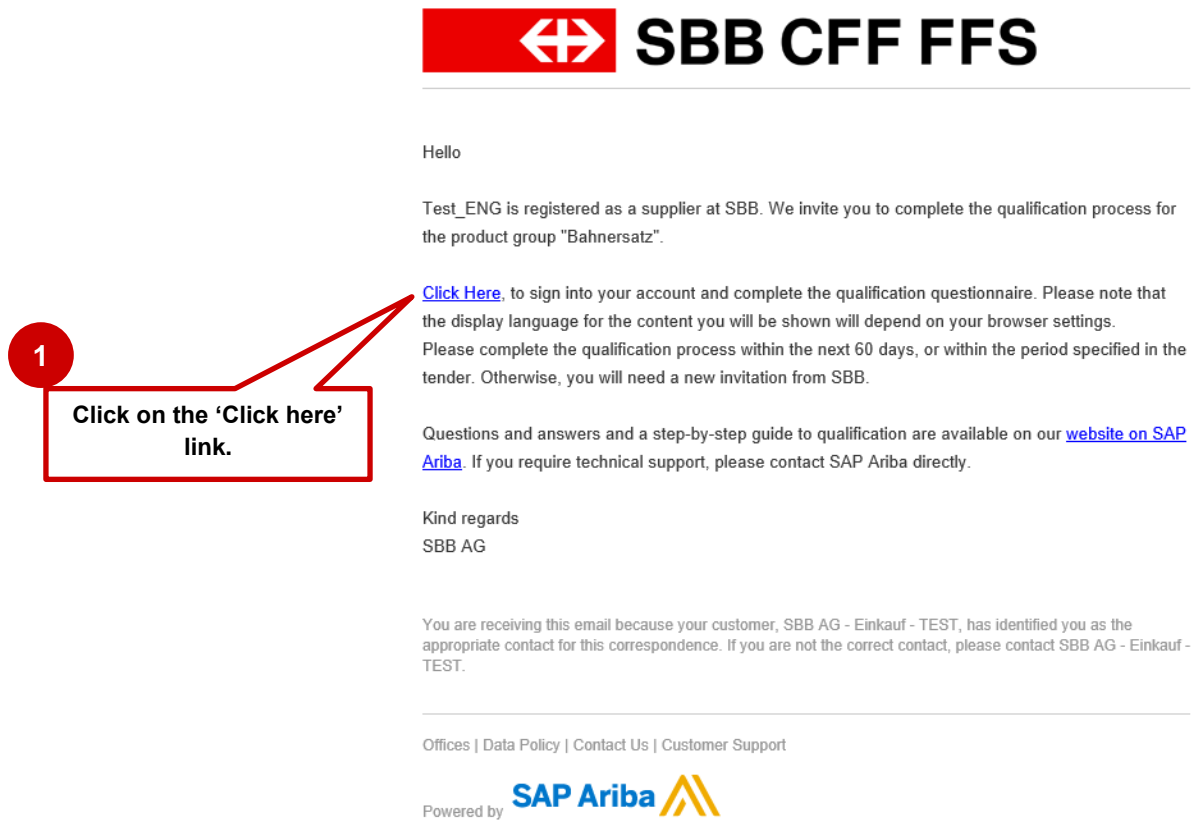 SBB CFF FFS
Hello
Test_ENG is registered as a supplier at SBB. We invite you to complete the qualification process for
the product group "Bahnersatz".
Click Here, to sign into your account and complete the qualification questionnaire. Please note that
the display language for the content you will be shown will depend on your browser settings.
Please complete the qualification process within the next 60 days, or within the period specified in the
tender. Otherwise, you will need a new invitation from SBB.
1
Click on the ‘Click here’
link.
Questions and answers and a step-by-step guide to qualification are available on our website on SAP
Ariba. If you require technical support, please contact SAP Ariba directly.
Kind regards
SBB AG
You are receiving this email because your customer, SBB AG - Einkauf - TEST, has identified you as the
appropriate contact for this correspondence. If you are not the correct contact, please contact SBB AG - Einkauf -
TEST.
Offices | Data Policy | Contact Us | Customer Support
Powered by SAP Ariba